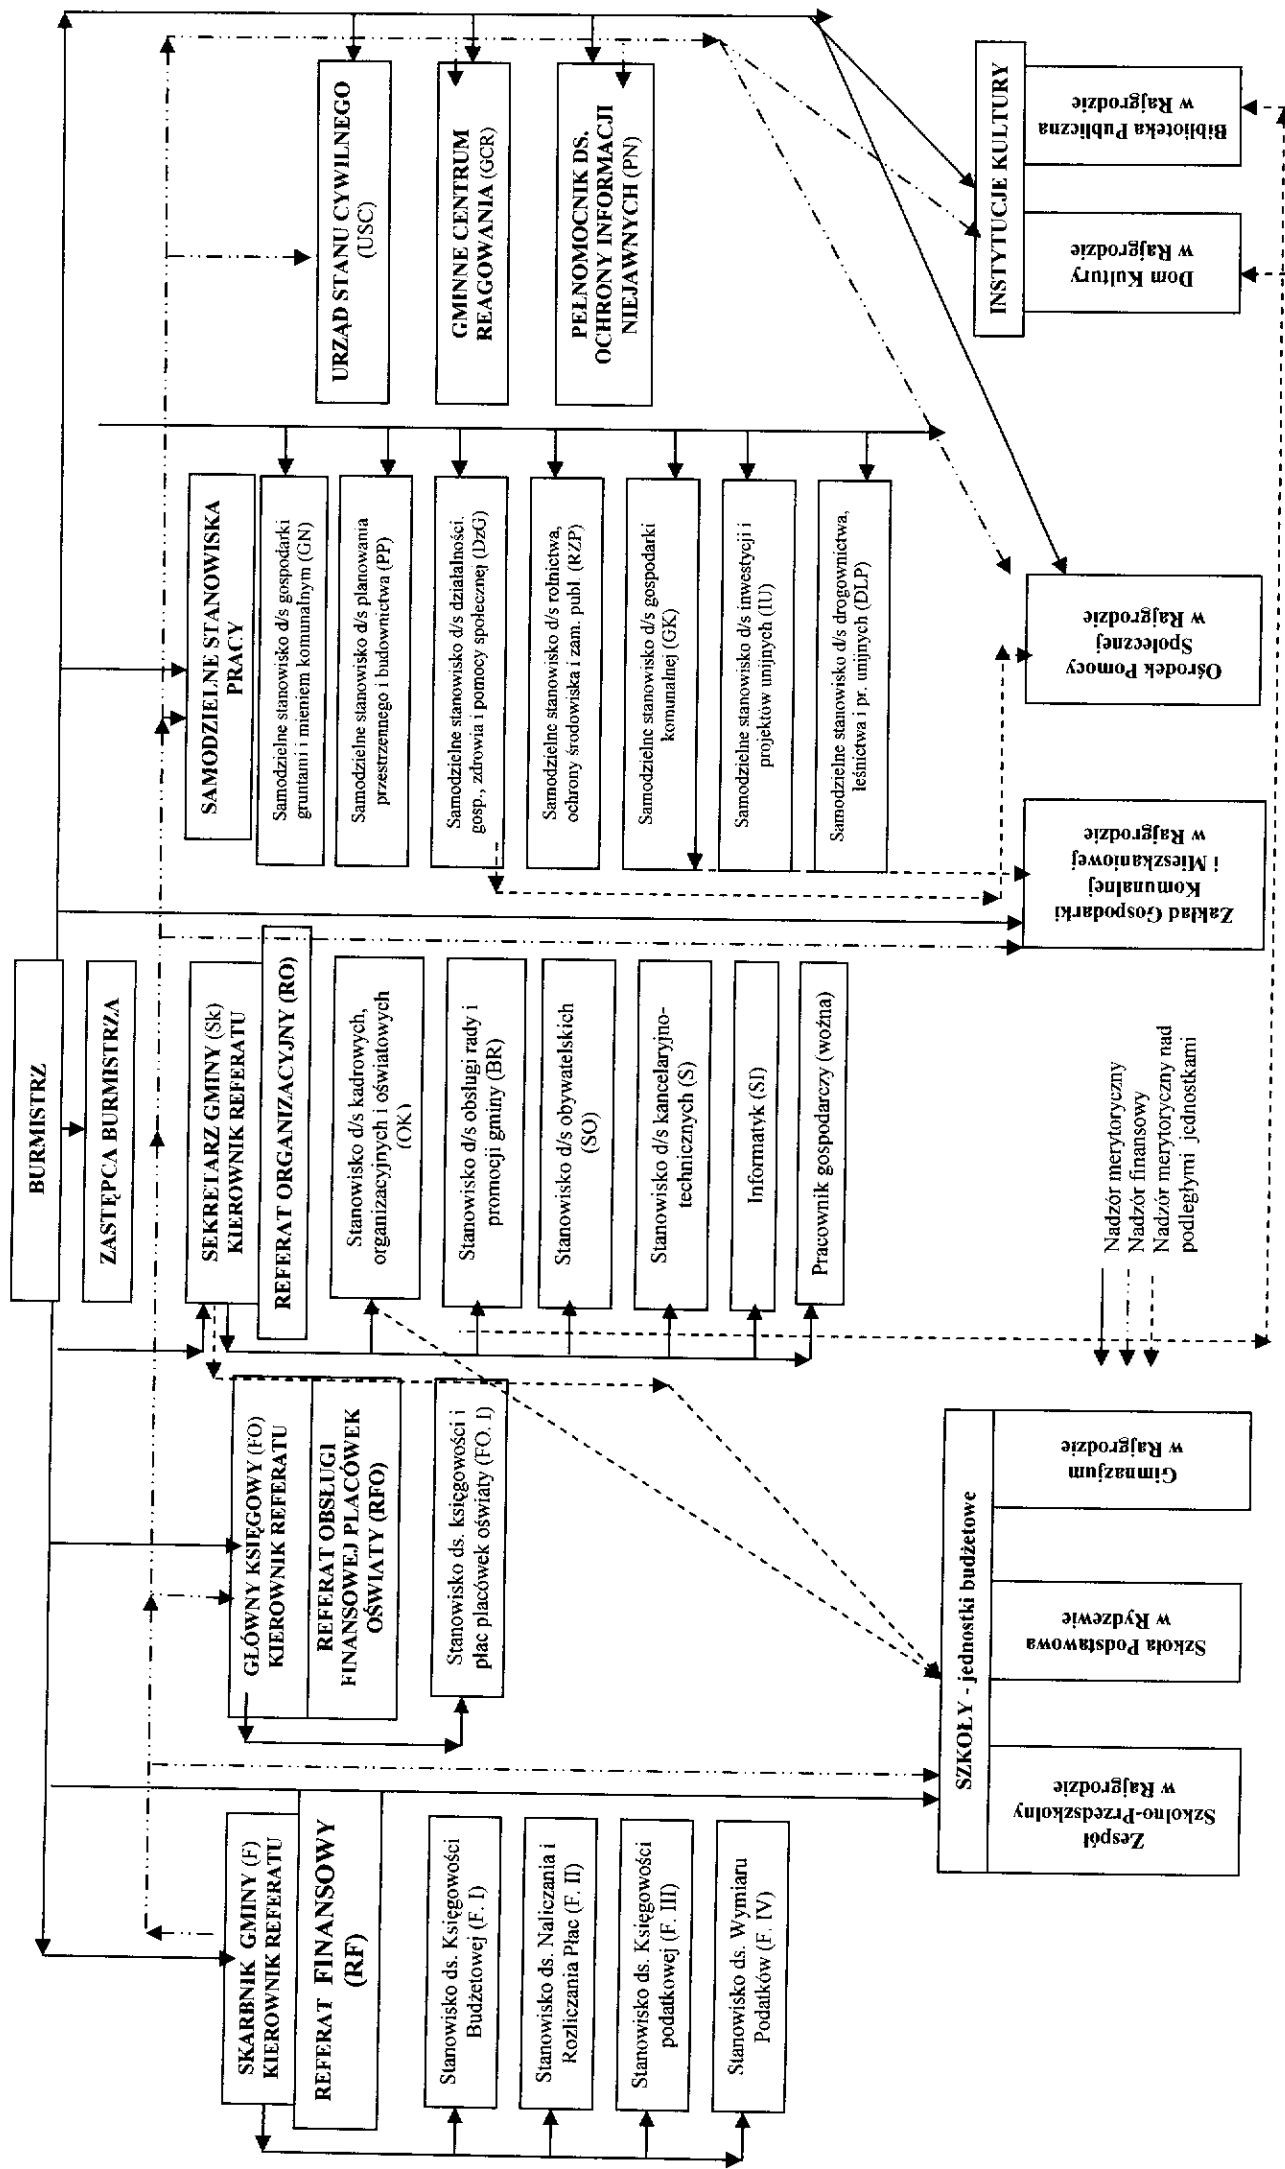 BURMISTRZ
ZASTĘPCA BURMISTRZA
SKARBNIK GMINY (F)
KIEROWNIK REFERATU
REFERAT FINANSOWY
(RF)
Stanowisko ds. Księgowości
Budżetowej (F. I)
Stanowisko ds. Naliczania i
Rozliczania Płac (F. II)
Stanowisko ds. Księgowości
podatkowej (F. III)
Stanowisko ds. Wymiaru
Podatków (F. IV)
GŁÓWNY KSIĘGOWY (FO)
KIEROWNIK REFERATU
REFERAT OBSŁUGI
FINANSOWEJ PLACÓWEK
OŚWIATY (RFO)
Stanowisko ds. księgowości i
płac placówek oświaty (FO. I)
SEKRETARZ GMINY (Sk)
KIEROWNIK REFERATU
REFERAT ORGANIZACYJNY (RO)
Stanowisko d/s kadrowych,
organizacyjnych i oświatowych
(OK)
Stanowisko d/s obsługi rady i
promocji gminy (BR)
Stanowisko d/s obywatelskich
(SO)
Stanowisko d/s kancelaryjno-
technicznych (S)
Informatyk (SI)
Pracownik gospodarczy (woźna)
SAMODZIELNE STANOWISKA
PRACY
Samodzielne stanowisko d/s gospodarki
gruntami i mieniem komunalnym (GN)
Samodzielne stanowisko d/s planowania
przestrzennego i budownictwa (PP)
Samodzielne stanowisko d/s działalności.
gosp., zdrowia i pomocy społecznej (DzG)
Samodzielne stanowisko d/s rolnictwa,
ochrony środowiska i zam. publ. (RZP)
Samodzielne stanowisko d/s gospodarki
komunalnej (GK)
Samodzielne stanowisko d/s inwestycji i
projektów unijnych (IU)
Samodzielne stanowisko d/s drogownictwa,
leśnictwa i pr. unijnych (DLP)
URZĄD STANU CYWILNEGO
(USC)
GMINNE CENTRUM
REAGOWANIA (GCR)
PEŁNOMOCNIK DS.
OCHRONY INFORMACJI
NIEJAWNYCH (PN)
SZKOŁY - jednostki budżetowe
Zespół
Szkolno-Przedszkolny
w Rajgrodzie
Szkoła Podstawowa
w Rydzewie
Gimnazjum
w Rajgrodzie
Nadzór merytoryczny
Nadzór finansowy
Nadzór merytoryczny nad
podległymi jednostkami
Zakład Gospodarki
Komunalnej
i Mieszkaniowej
w Rajgrodzie
Ośrodek Pomocy
Społecznej
w Rajgrodzie
INSTYTUCJE KULTURY
Dom Kultury
w Rajgrodzie
Biblioteka Publiczna
w Rajgrodzie